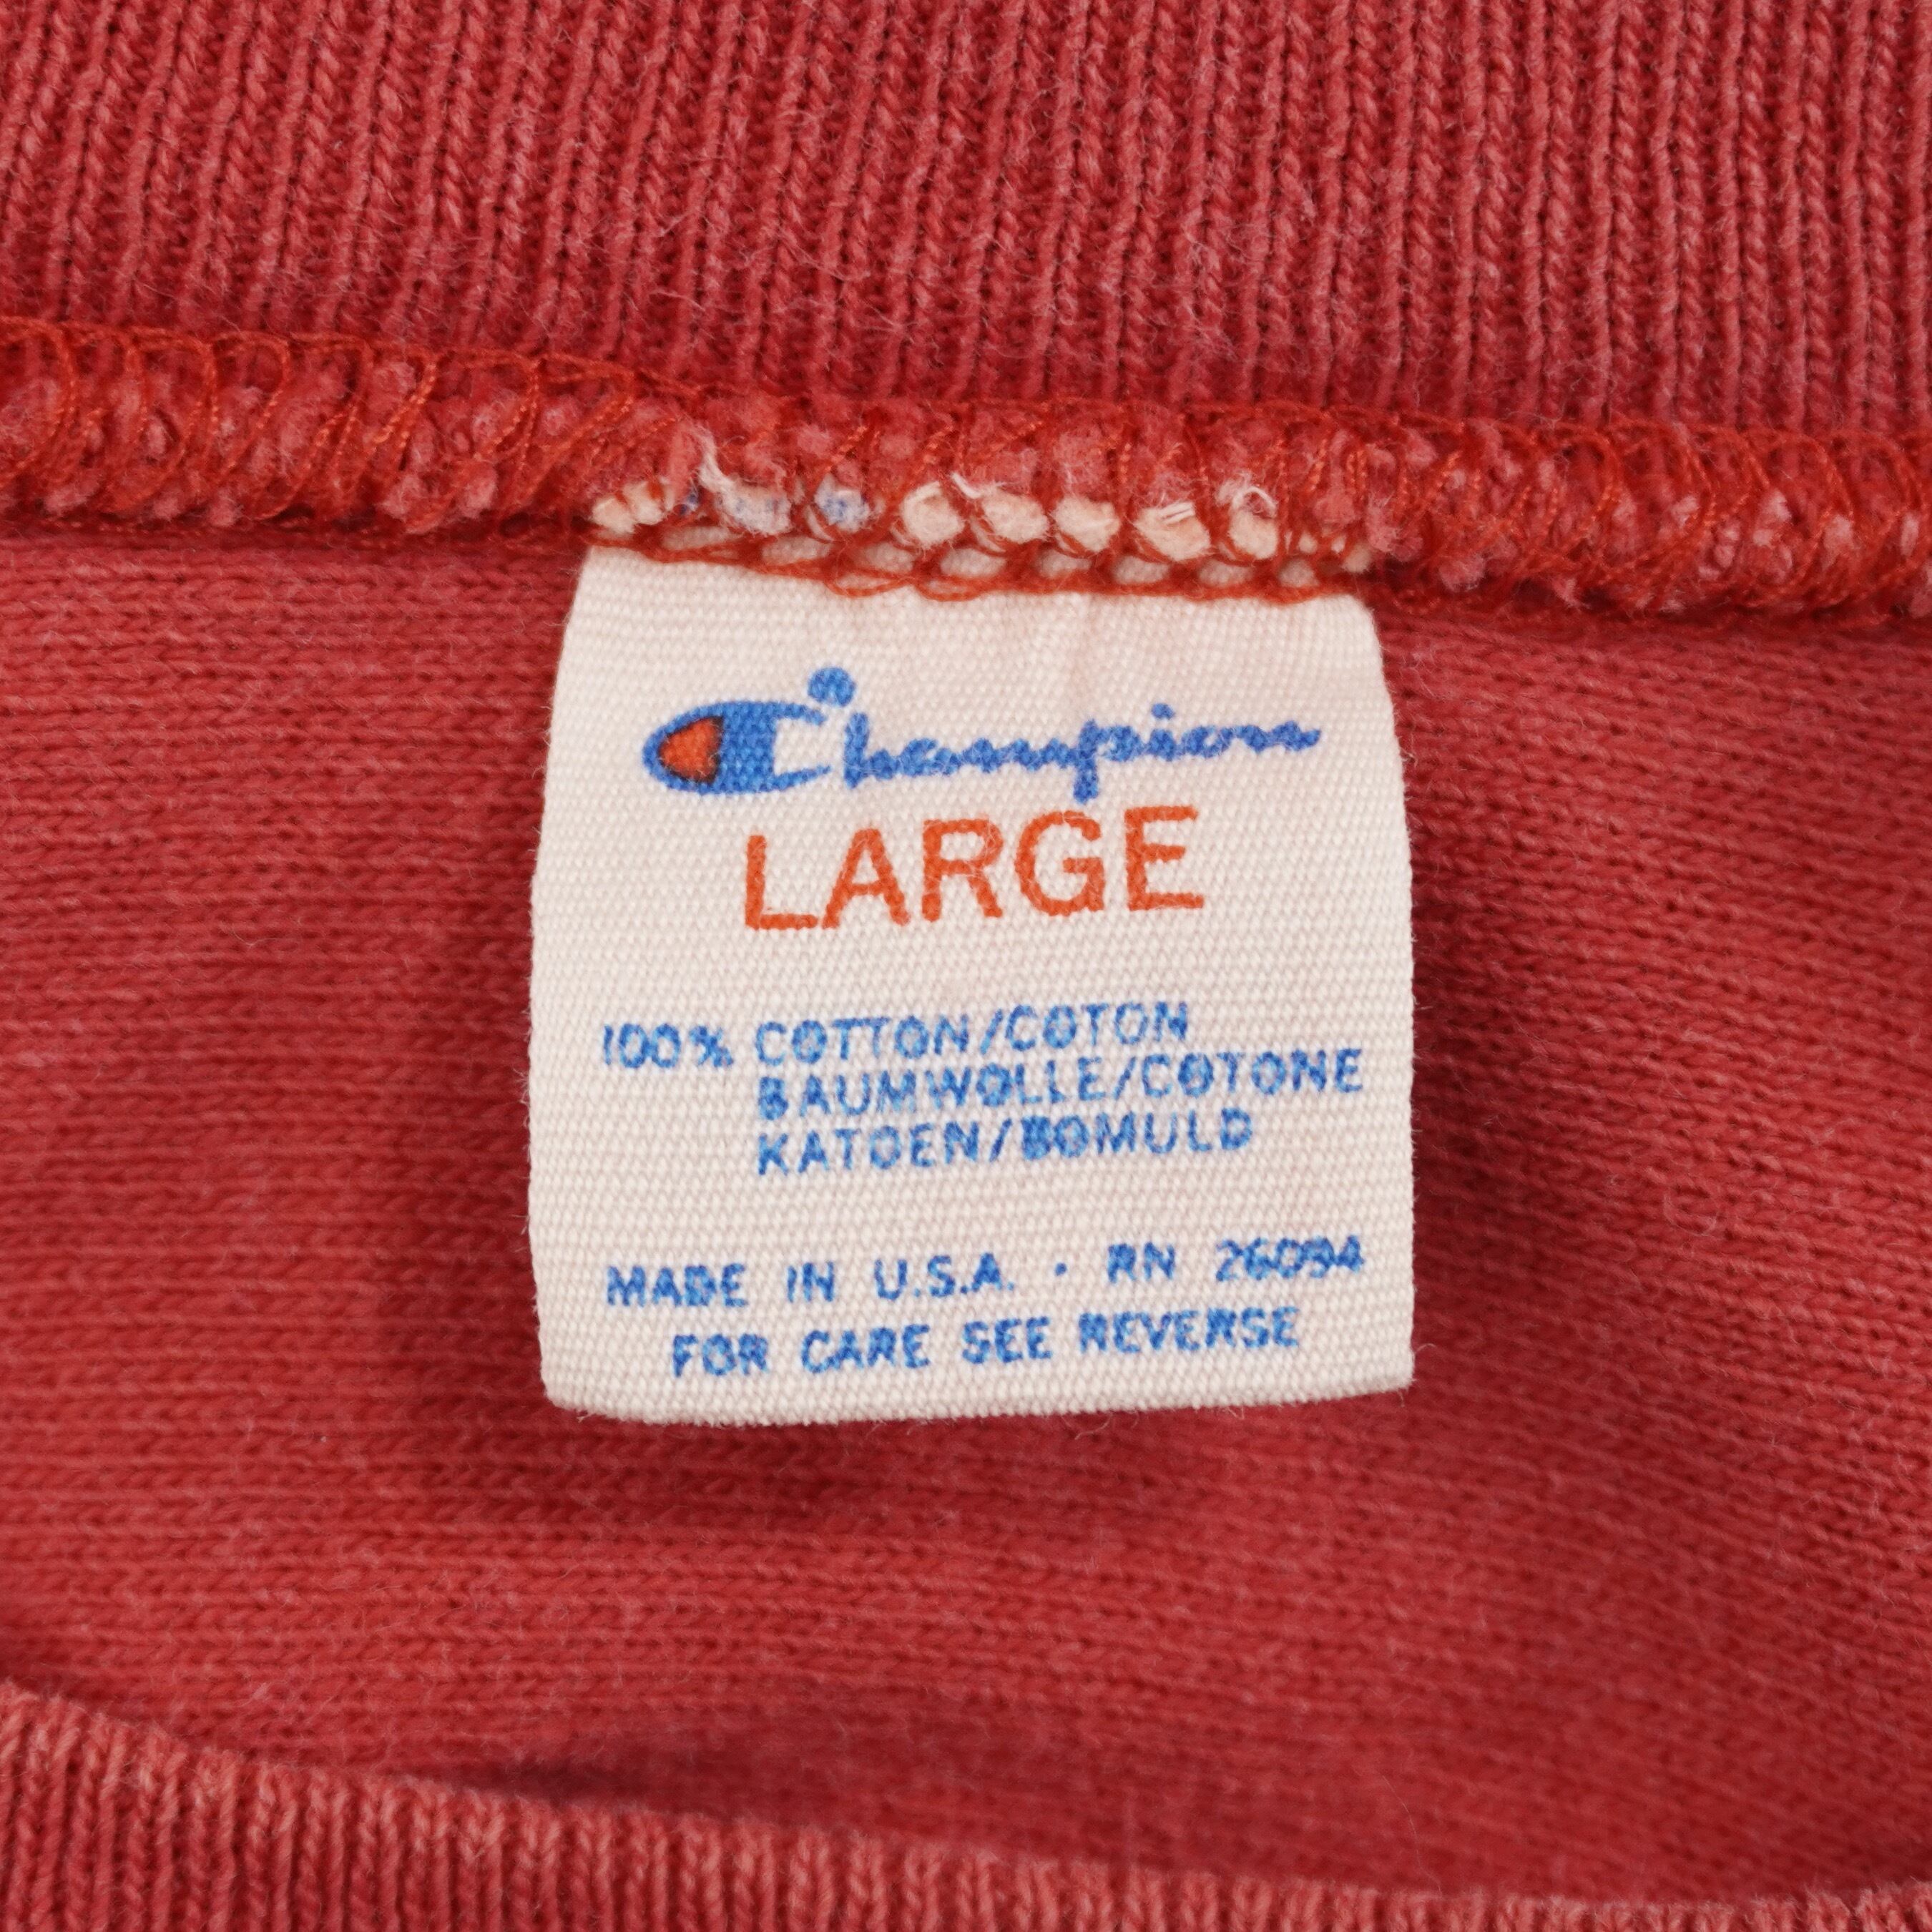 Champion
LARGE
100% COTTON/COTON
BAUMWOLLE/COTONE
KATOEN/BOMULD
MADE IN U.S.A. · RN 26094
FOR CARE SEE REVERSE